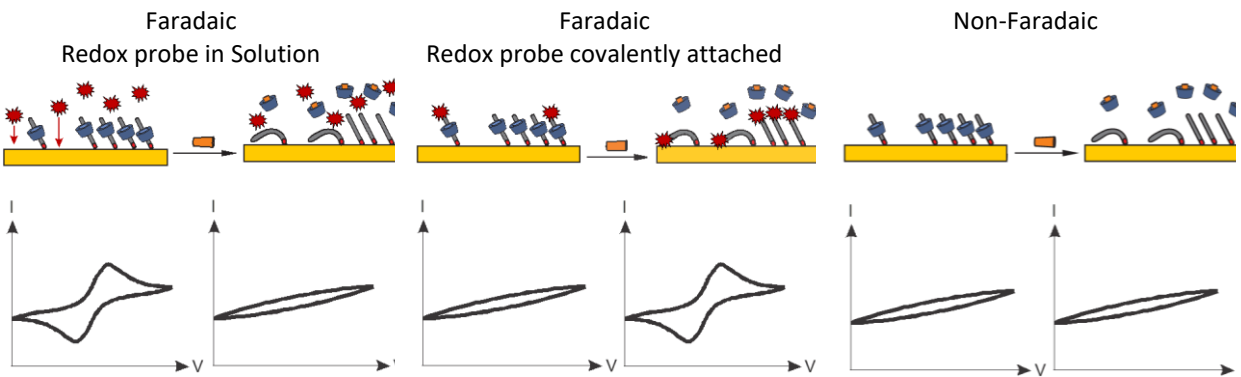 Faradaic
Redox probe in Solution
Faradaic
Redox probe covalently attached
Non-Faradaic
I
I
I
I
I
I
V
V
V